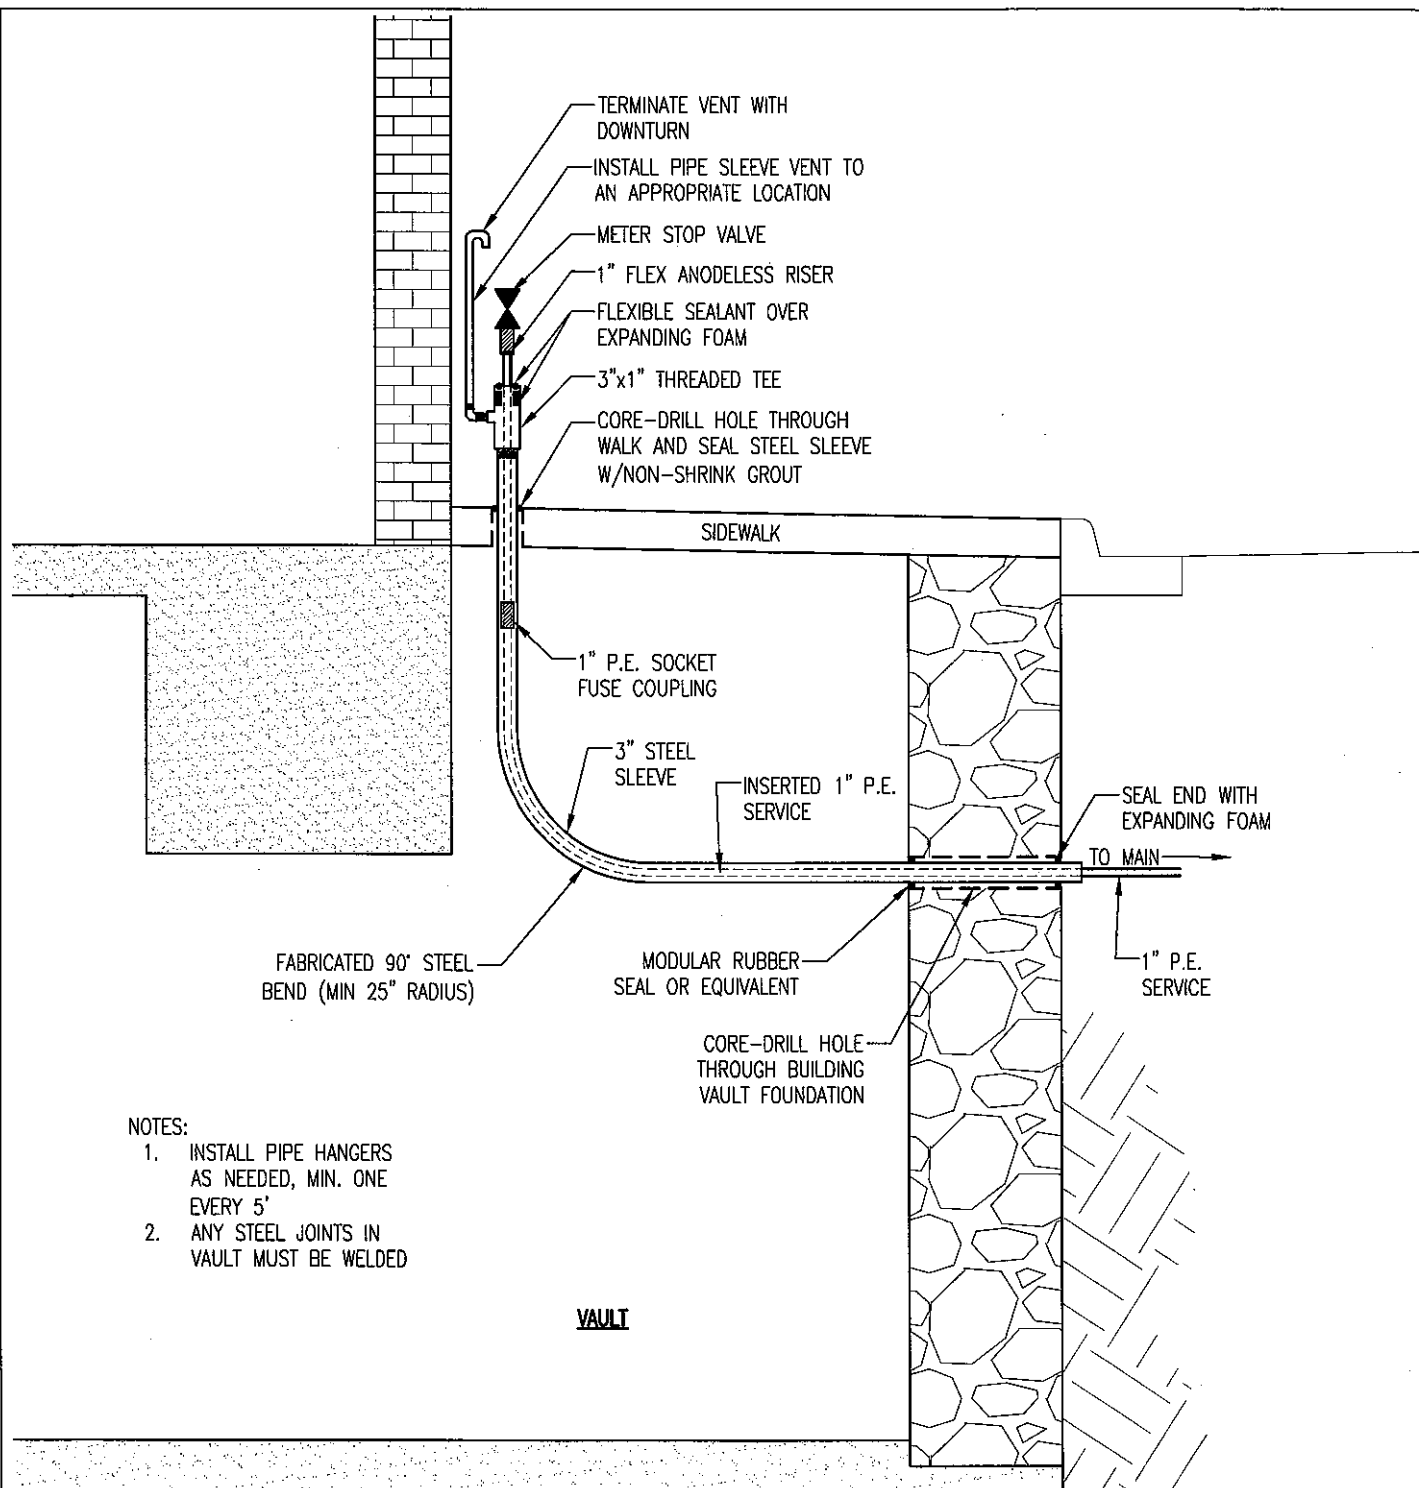 TERMINATE VENT WITH
DOWNTURN
INSTALL PIPE SLEEVE VENT TO
AN APPROPRIATE LOCATION
METER STOP VALVE
1" FLEX ANODELESS RISER
FLEXIBLE SEALANT OVER
EXPANDING FOAM
3"x1" THREADED TEE
CORE-DRILL HOLE THROUGH
WALK AND SEAL STEEL SLEEVE
W/NON-SHRINK GROUT
SIDEWALK
1" P.E. SOCKET
FUSE COUPLING
3" STEEL
SLEEVE
INSERTED 1" P.E.
SERVICE
SEAL END WITH
EXPANDING FOAM
TO MAIN
FABRICATED 90° STEEL
BEND (MIN 25" RADIUS)
MODULAR RUBBER
SEAL OR EQUIVALENT
1" P.E.
SERVICE
CORE-DRILL HOLE
THROUGH BUILDING
VAULT FOUNDATION
NOTES:
1. INSTALL PIPE HANGERS
AS NEEDED, MIN. ONE
EVERY 5'
2. ANY STEEL JOINTS IN
VAULT MUST BE WELDED
VAULT